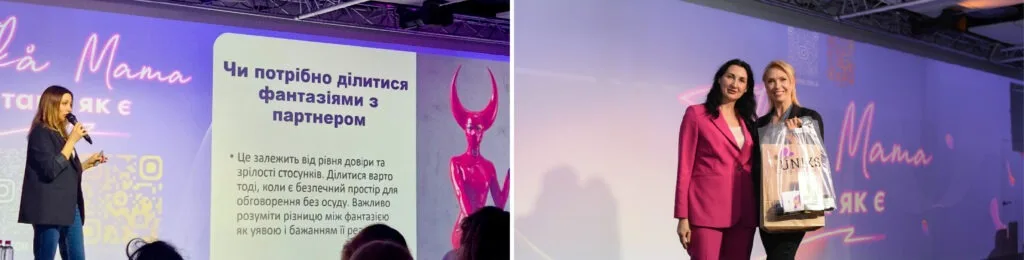 Мама
як є
Чи потрібно ділитися
фантазіями з
партнером
• Це залежить від рівня довіри та
зрілості стосунків. Ділитися варто
тоді, коли є безпечний простір для
обговорення без осуду. Важливо
розуміти різницю між фантазією
як уявою і бажанням її
Мама
як є